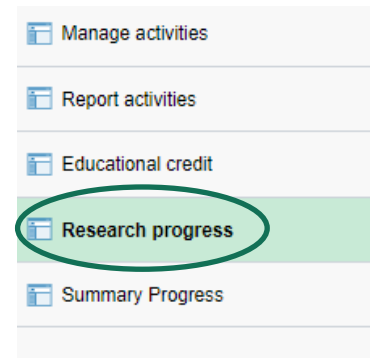 Manage activities
Report activities
Educational credit
Research progress
Summary Progress